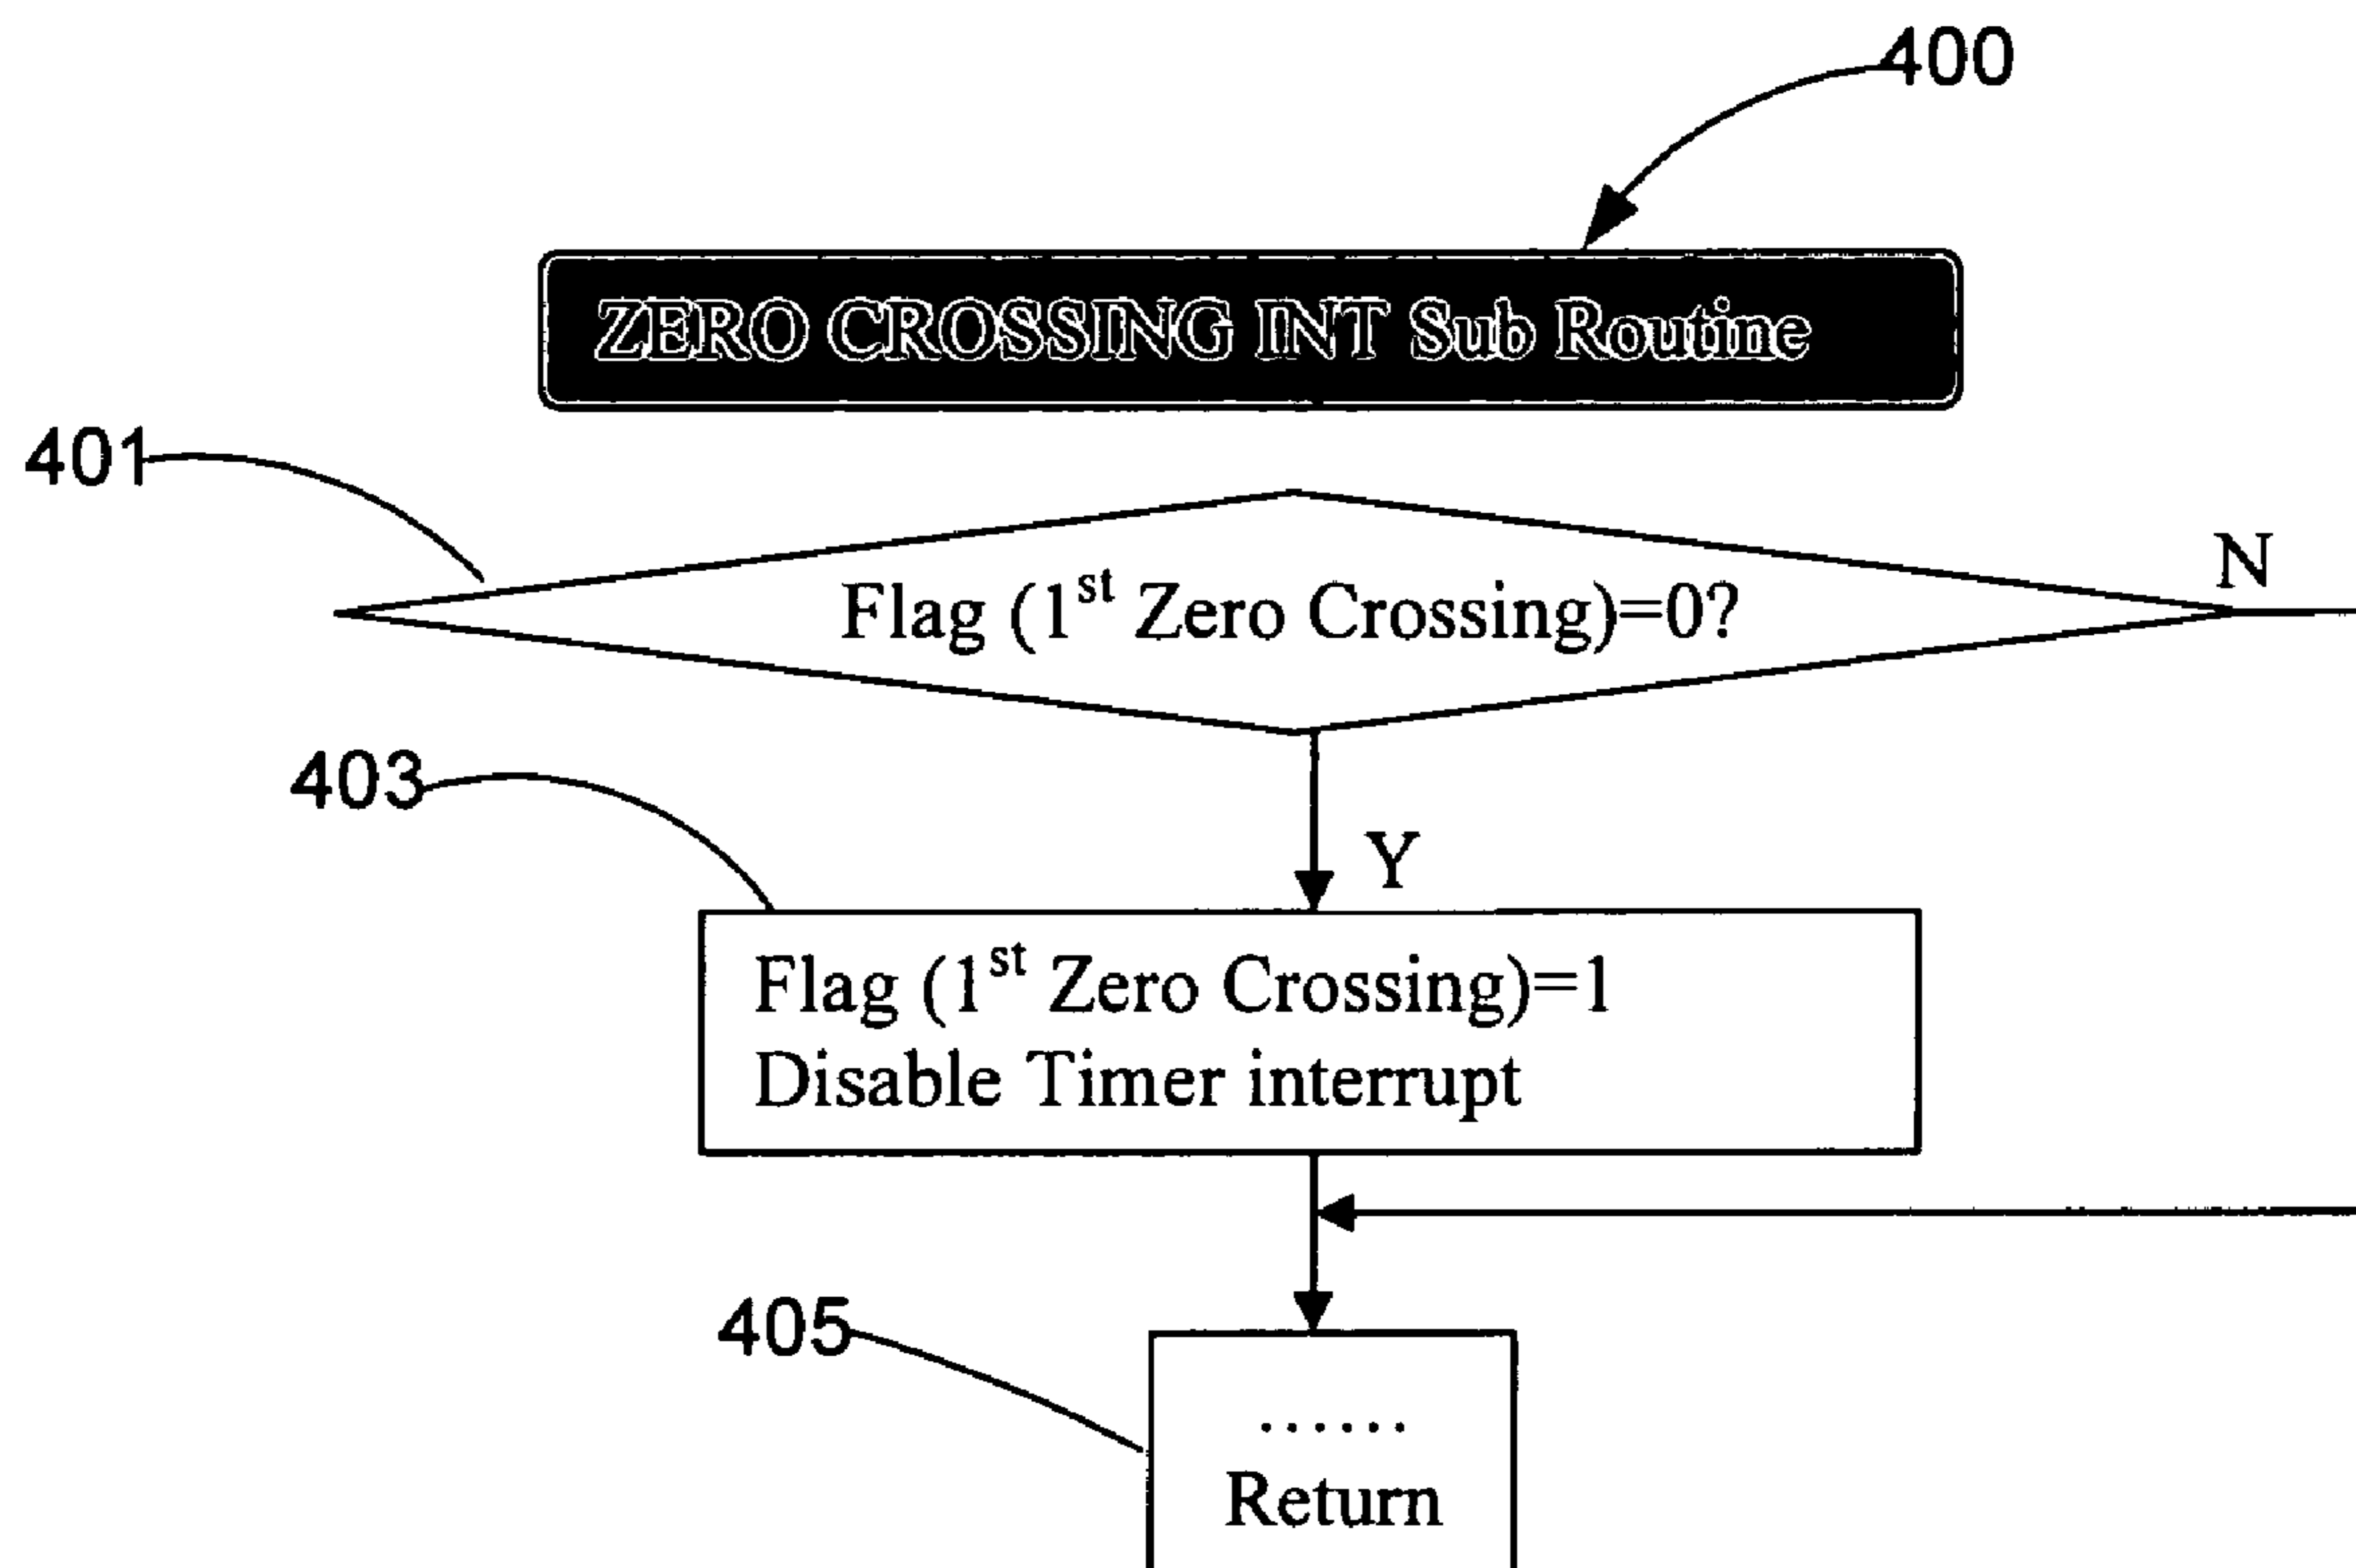 400
ZERO CROSSING INT Sub Routine
401
Flag (1st Zero Crossing)=0?
N
403
Y
Flag (1st Zero Crossing)=1
Disable Timer interrupt
405
......
Return